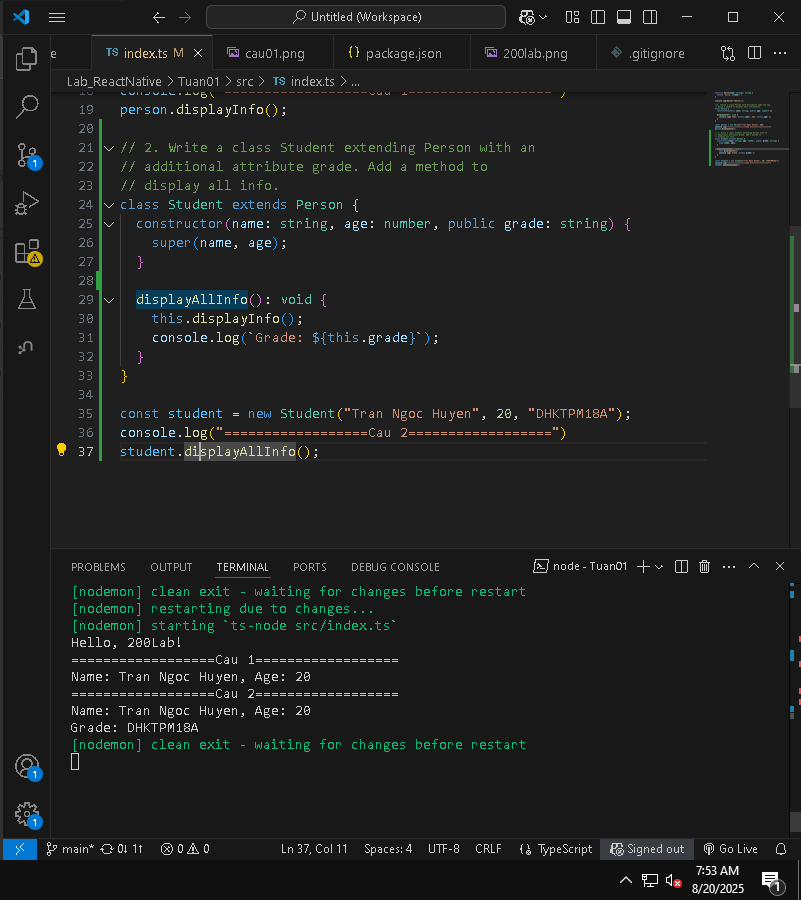 Untitled (Workspace)
e
TS index.ts M
cau01.png
{} package.json
200lab.png
.gitignore
Lab_ReactNative > Tuan01 > src > TS index.ts > ...
18 console.log("==================Cau 1==================")
19 person.displayInfo();
20
21 // 2. Write a class Student extending Person with an
22 // additional attribute grade. Add a method to
23 // display all info.
24 class Student extends Person {
25 constructor(name: string, age: number, public grade: string) {
26 super(name, age);
27 }
28
29 displayAllInfo(): void {
30 this.displayInfo();
31 console.log(`Grade: ${this.grade}`);
32 }
33 }
34
35 const student = new Student("Tran Ngoc Huyen", 20, "DHKTPM18A");
36 console.log("==================Cau 2==================")
37 student.displayAllInfo();
1
PROBLEMS OUTPUT TERMINAL PORTS DEBUG CONSOLE
node - Tuan01
[nodemon] clean exit - waiting for changes before restart
[nodemon] restarting due to changes...
[nodemon] starting `ts-node src/index.ts`
Hello, 200Lab!
==================Cau 1==================
Name: Tran Ngoc Huyen, Age: 20
==================Cau 2==================
Name: Tran Ngoc Huyen, Age: 20
Grade: DHKTPM18A
[nodemon] clean exit - waiting for changes before restart
1
1
main* 0↓ 1↑ 0 0 Ln 37, Col 11 Spaces: 4 UTF-8 CRLF {} TypeScript Signed out Go Live
7:53 AM
8/20/2025
1